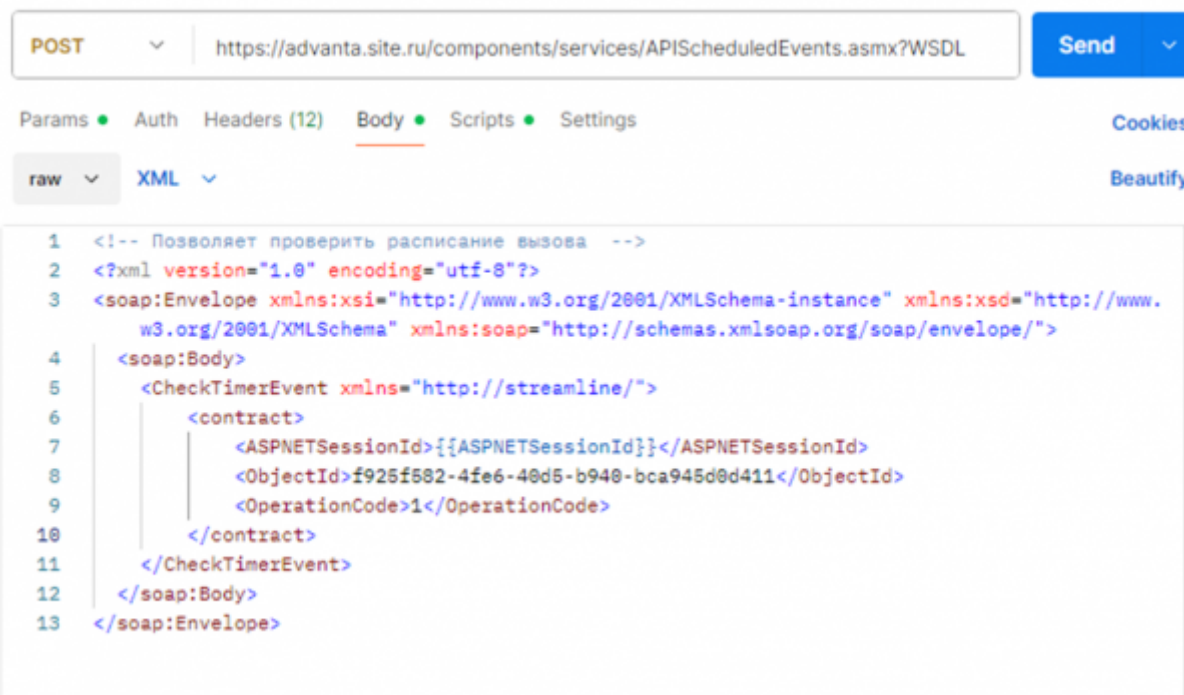 POST https://advanta.site.ru/components/services/APIScheduledEvents.asmx?WSDL Send
Params Auth Headers (12) Body Scripts Settings Cookies
raw XML Beautify
1 <!-- Позволяет проверить расписание вызова -->
2 <?xml version="1.0" encoding="utf-8"?>
3 <soap:Envelope xmlns:xsi="http://www.w3.org/2001/XMLSchema-instance" xmlns:xsd="http://www.
w3.org/2001/XMLSchema" xmlns:soap="http://schemas.xmlsoap.org/soap/envelope/">
4 <soap:Body>
5 <CheckTimerEvent xmlns="http://streamline/">
6 <contract>
7 <ASPNETSessionId>{{ASPNETSessionId}}</ASPNETSessionId>
8 <ObjectId>f925f582-4fe6-40d5-b940-bca945d0d411</ObjectId>
9 <OperationCode>1</OperationCode>
10 </contract>
11 </CheckTimerEvent>
12 </soap:Body>
13 </soap:Envelope>